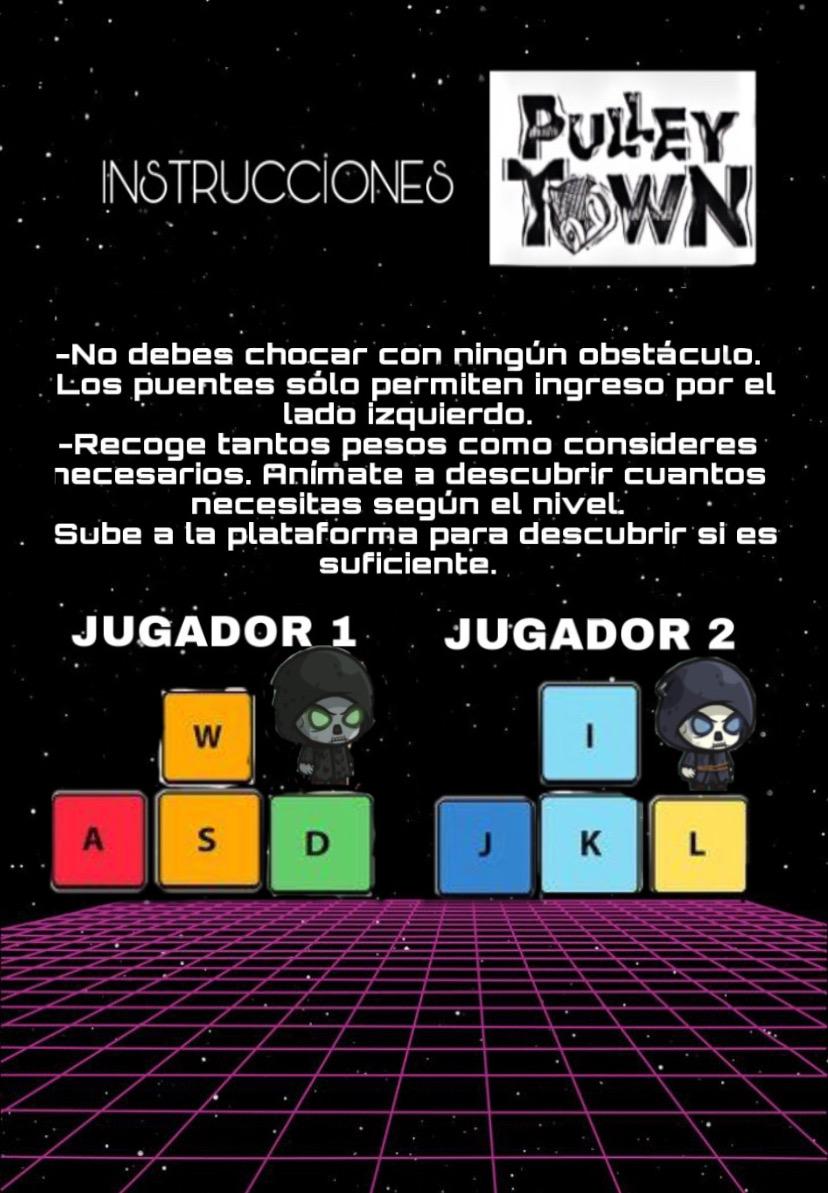 INSTRUCCIONES
PULLEY
TOWN
-No debes chocar con ningún obstáculo.
Los puentes sólo permiten ingreso por el
lado izquierdo.
-Recoge tantos pesos como consideres
necesarios. Anímate a descubrir cuantos
necesitas según el nivel.
Sube a la plataforma para descubrir si es
suficiente.
JUGADOR 1
JUGADOR 2
W
I
A S D
J K L